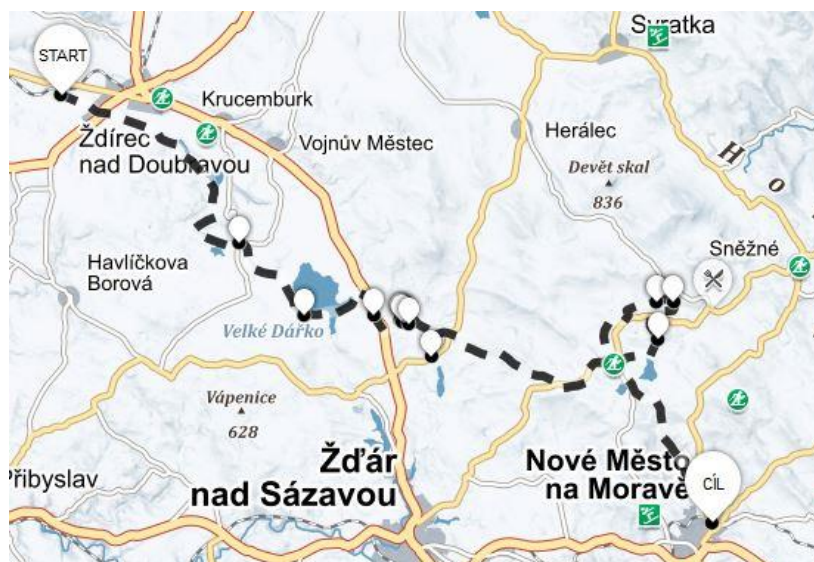 Svratka
START
Krucemburk
Herálec
Vojnův Městec
Ždírec
nad Doubravou
Devět skal
836
H
o
Sněžné
Havlíčkova
Borová
Velké Dářko
Vápenice
628
Žďár
nad Sázavou
Nové Město
na Moravě
Přibyslav
CÍL